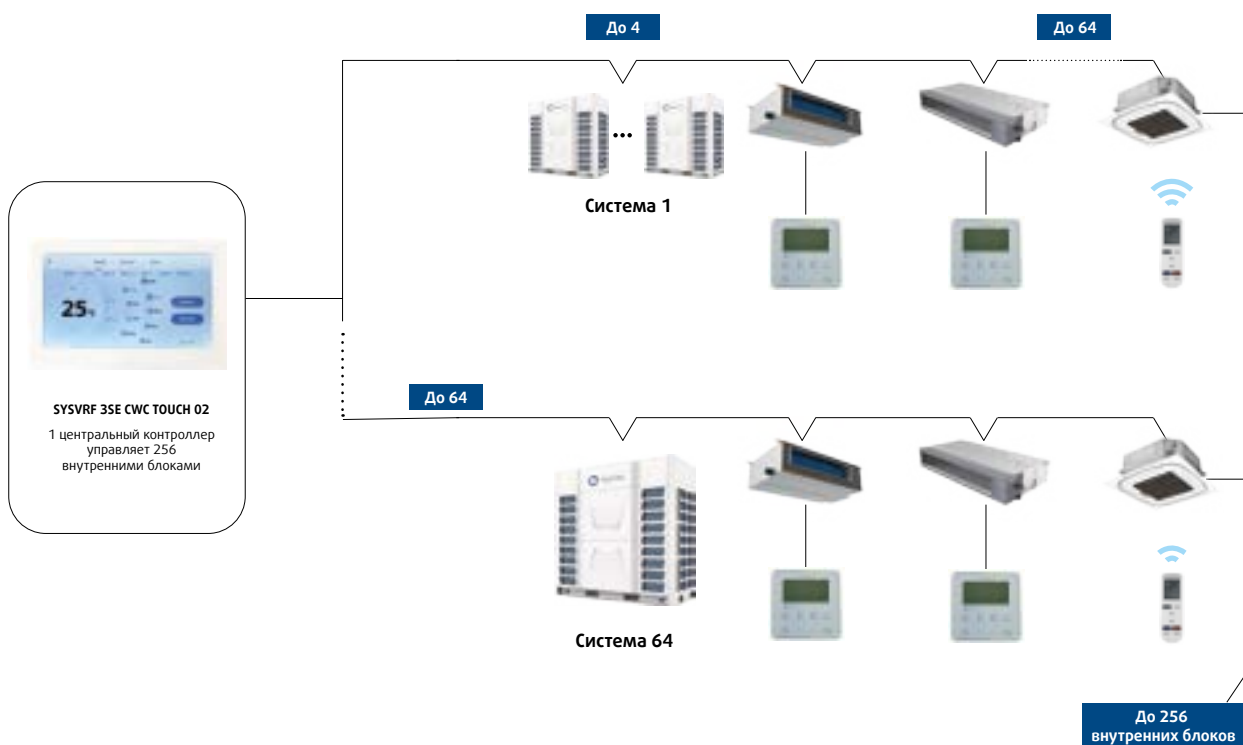 До 4
До 64
Система 1
25
SYSVRF 3SE CWC TOUCH 02
1 центральный контроллер
управляет 256
внутренними блоками
До 64
Система 64
До 256
внутренних блоков